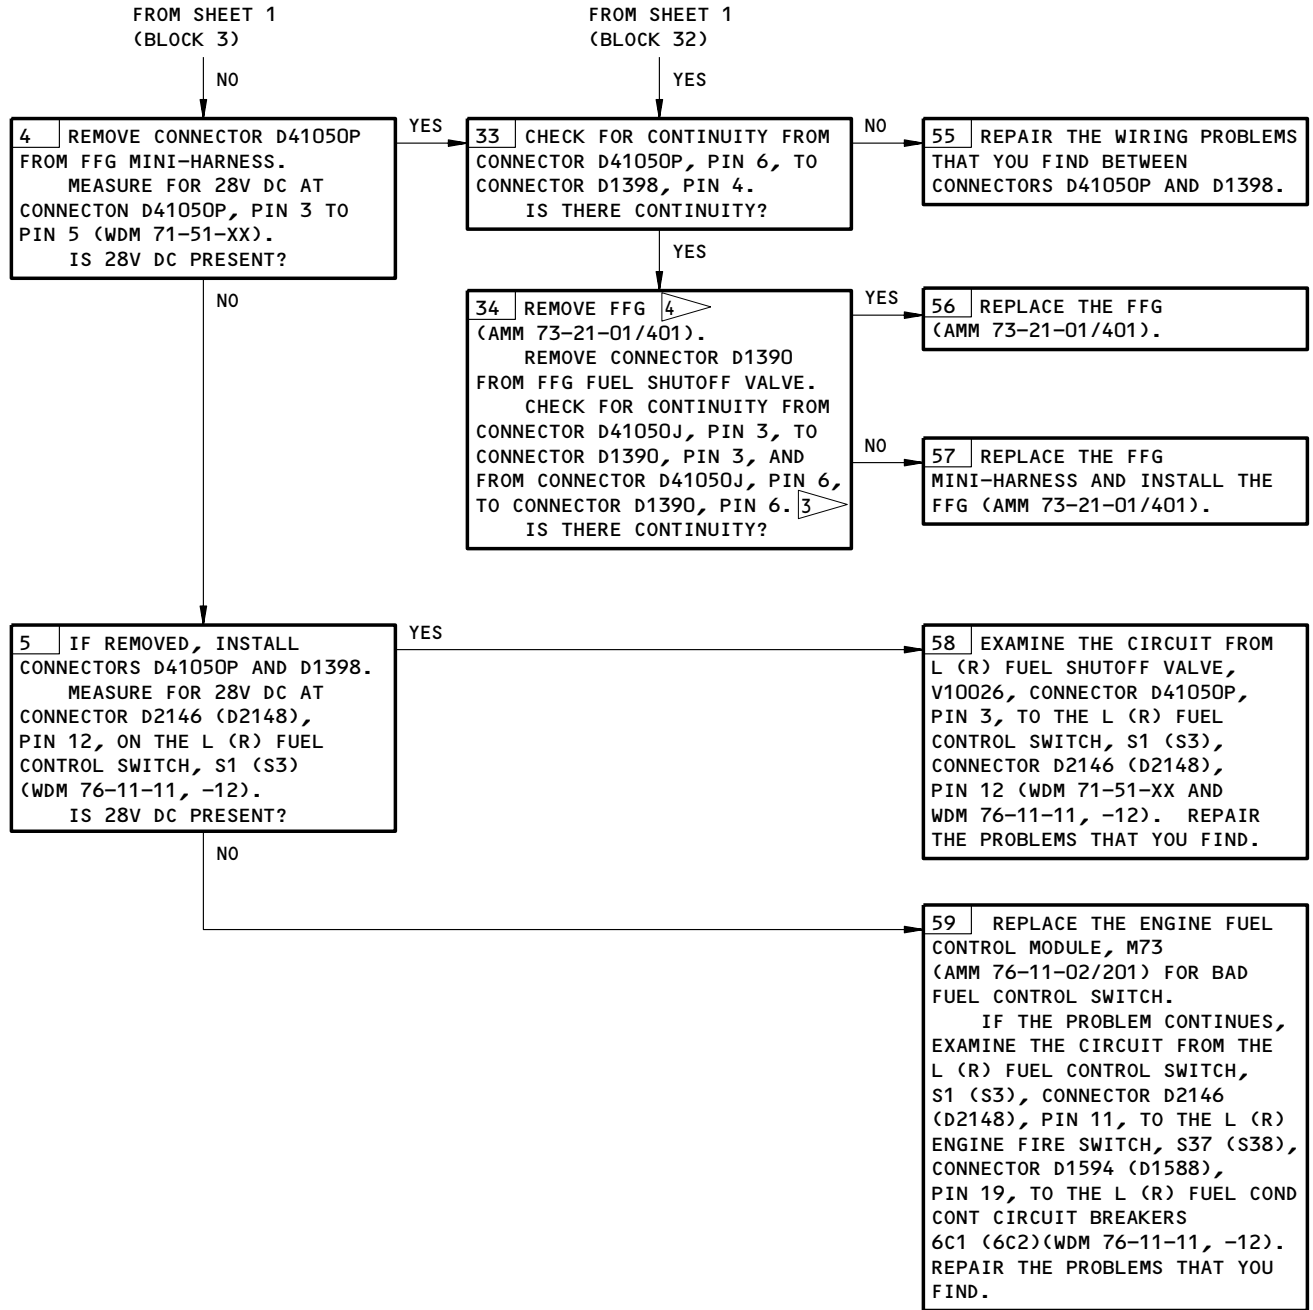 FROM SHEET 1
(BLOCK 3)
NO
FROM SHEET 1
(BLOCK 32)
YES
4 REMOVE CONNECTOR D41050P
FROM FFG MINI-HARNESS.
MEASURE FOR 28V DC AT
CONNECTON D41050P, PIN 3 TO
PIN 5 (WDM 71-51-XX).
IS 28V DC PRESENT?
YES
NO
33 CHECK FOR CONTINUITY FROM
CONNECTOR D41050P, PIN 6, TO
CONNECTOR D1398, PIN 4.
IS THERE CONTINUITY?
NO
YES
55 REPAIR THE WIRING PROBLEMS
THAT YOU FIND BETWEEN
CONNECTORS D41050P AND D1398.
34 REMOVE FFG 4
(AMM 73-21-01/401).
REMOVE CONNECTOR D1390
FROM FFG FUEL SHUTOFF VALVE.
CHECK FOR CONTINUITY FROM
CONNECTOR D41050J, PIN 3, TO
CONNECTOR D1390, PIN 3, AND
FROM CONNECTOR D41050J, PIN 6,
TO CONNECTOR D1390, PIN 6. 3
IS THERE CONTINUITY?
YES
56 REPLACE THE FFG
(AMM 73-21-01/401).
NO
57 REPLACE THE FFG
MINI-HARNESS AND INSTALL THE
FFG (AMM 73-21-01/401).
5 IF REMOVED, INSTALL
CONNECTORS D41050P AND D1398.
MEASURE FOR 28V DC AT
CONNECTOR D2146 (D2148),
PIN 12, ON THE L (R) FUEL
CONTROL SWITCH, S1 (S3)
(WDM 76-11-11, -12).
IS 28V DC PRESENT?
YES
NO
58 EXAMINE THE CIRCUIT FROM
L (R) FUEL SHUTOFF VALVE,
V10026, CONNECTOR D41050P,
PIN 3, TO THE L (R) FUEL
CONTROL SWITCH, S1 (S3),
CONNECTOR D2146 (D2148),
PIN 12 (WDM 71-51-XX AND
WDM 76-11-11, -12). REPAIR
THE PROBLEMS THAT YOU FIND.
59 REPLACE THE ENGINE FUEL
CONTROL MODULE, M73
(AMM 76-11-02/201) FOR BAD
FUEL CONTROL SWITCH.
IF THE PROBLEM CONTINUES,
EXAMINE THE CIRCUIT FROM THE
L (R) FUEL CONTROL SWITCH,
S1 (S3), CONNECTOR D2146
(D2148), PIN 11, TO THE L (R)
ENGINE FIRE SWITCH, S37 (S38),
CONNECTOR D1594 (D1588),
PIN 19, TO THE L (R) FUEL COND
CONT CIRCUIT BREAKERS
6C1 (6C2)(WDM 76-11-11, -12).
REPAIR THE PROBLEMS THAT YOU
FIND.